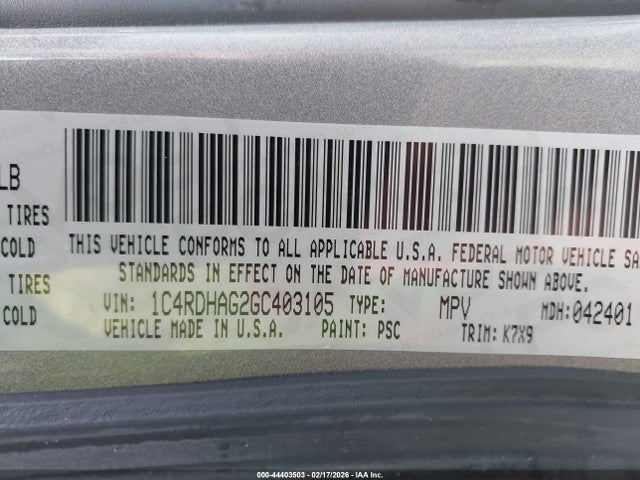 LB
TIRES
COLD
TIRES
COLD
THIS VEHICLE CONFORMS TO ALL APPLICABLE U.S.A. FEDERAL MOTOR VEHICLE SA
STANDARDS IN EFFECT ON THE DATE OF MANUFACTURE SHOWN ABOVE.
VIN: 1C4RDHAG2GC403105 TYPE: MPV MDH: 042401
VEHICLE MADE IN U.S.A. PAINT: PSC TRIM: K7X9
000-44403503 - 02/17/2026 - IAA Inc.